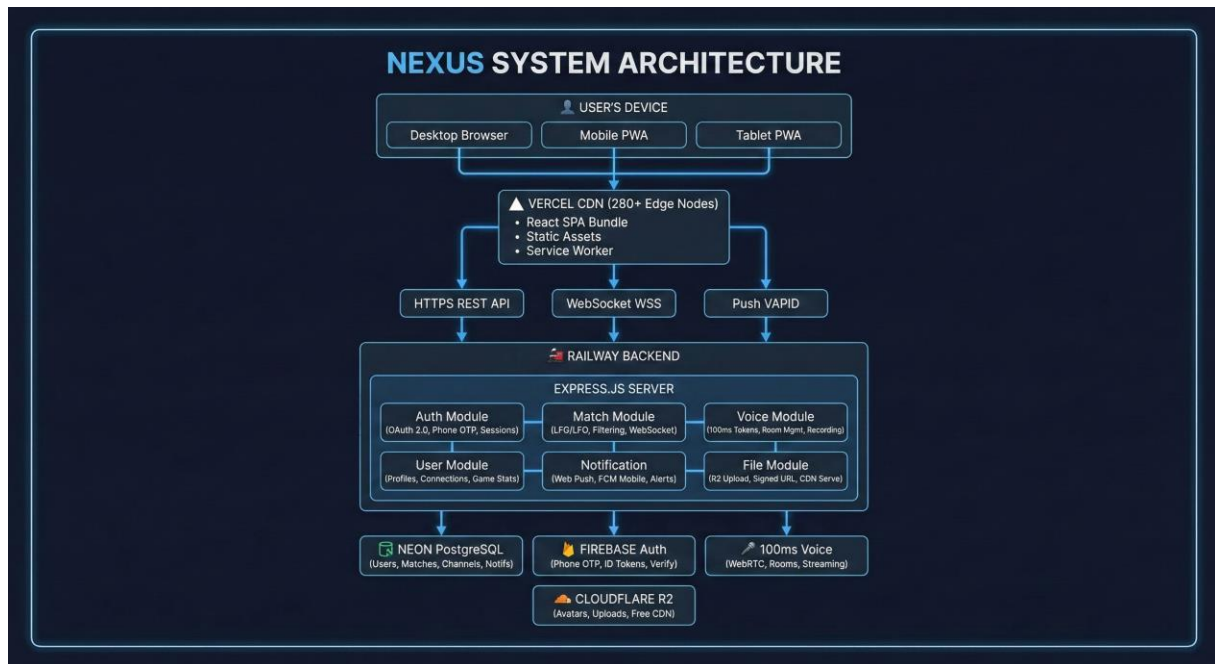 NEXUS SYSTEM ARCHITECTURE
USER'S DEVICE
Desktop Browser
Mobile PWA
Tablet PWA
VERCEL CDN (280+ Edge Nodes)
• React SPA Bundle
• Static Assets
• Service Worker
HTTPS REST API
WebSocket WSS
Push VAPID
RAILWAY BACKEND
EXPRESS.JS SERVER
Auth Module
(OAuth 2.0, Phone OTP, Sessions)
Match Module
(LFG/LFO, Filtering, WebSocket)
Voice Module
(100ms Tokens, Room Mgmt, Recording)
User Module
(Profiles, Connections, Game Stats)
Notification
(Web Push, FCM Mobile, Alerts)
File Module
(R2 Upload, Signed URL, CDN Serve)
NEON PostgreSQL
(Users, Matches, Channels, Notifs)
FIREBASE Auth
(Phone OTP, ID Tokens, Verify)
100ms Voice
(WebRTC, Rooms, Streaming)
CLOUDFLARE R2
(Avatars, Uploads, Free CDN)